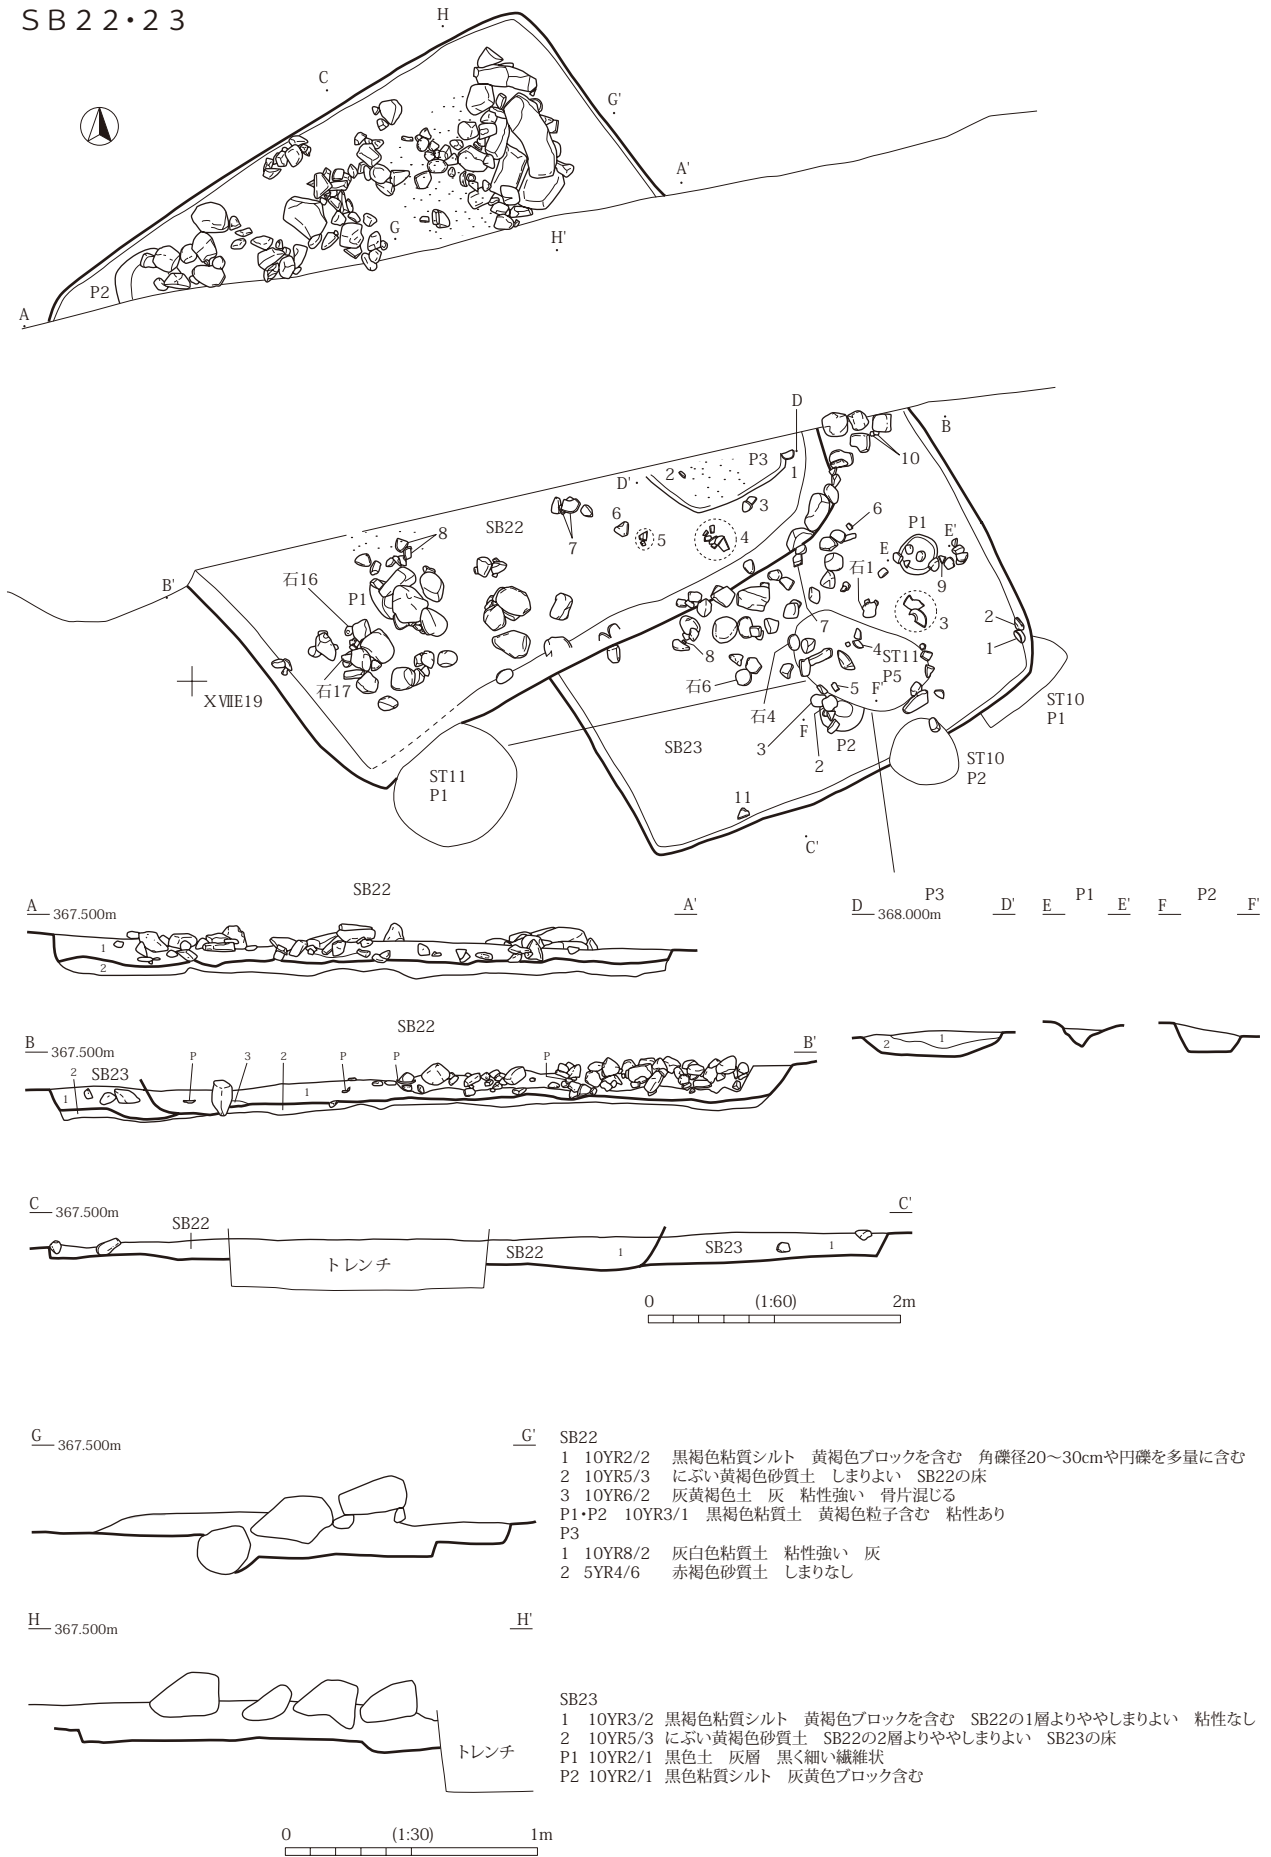 SB22・23
H
C
G'
A'
G
H'
P2
A
D
B
P3
10
2
1
D'
3
6
6
SB22
P1
E'
8
7
5
4
E
石16
石1
B'
P1
9
3
2
7
1
8
4
ST11
P5
石17
石6
XⅦE19
5
F'
石4
ST10
P1
F
3
P2
SB23
2
ST11
P1
ST10
P2
11
C'
SB22
A 367.500m A'
P3
D 368.000m D'
P1
E E'
P2
F F'
1
2
SB22
B 367.500m B'
2 SB23 P 3 2 P P P
1 1
1
2
C 367.500m C'
SB22
SB22 1 SB23 1
トレンチ
0 (1:60) 2m
G 367.500m G'
SB22
1 10YR2/2 黒褐色粘質シルト 黄褐色ブロックを含む 角礫径20～30cmや円礫を多量に含む
2 10YR5/3 にぶい黄褐色砂質土 しまりよい SB22の床
3 10YR6/2 灰黄褐色土 灰 粘性強い 骨片混じる
P1・P2 10YR3/1 黒褐色粘質土 黄褐色粒子含む 粘性あり
P3
1 10YR8/2 灰白色粘質土 粘性強い 灰
2 5YR4/6 赤褐色砂質土 しまりなし
H 367.500m H'
トレンチ
SB23
1 10YR3/2 黒褐色粘質シルト 黄褐色ブロックを含む SB22の1層よりややしまりよい 粘性なし
2 10YR5/3 にぶい黄褐色砂質土 SB22の2層よりややしまりよい SB23の床
P1 10YR2/1 黒色土 灰層 黒く細い繊維状
P2 10YR2/1 黒色粘質シルト 灰黄色ブロック含む
0 (1:30) 1m